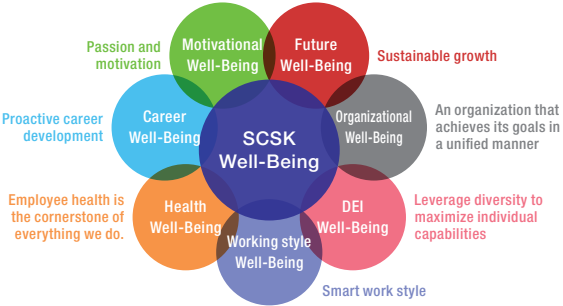 Passion and
motivation
Motivational
Well-Being
Future
Well-Being
Sustainable growth
Proactive career
development
Career
Well-Being
SCSK
Well-Being
Organizational
Well-Being
An organization that
achieves its goals in
a unified manner
Employee health is
the cornerstone of
everything we do.
Health
Well-Being
Working style
Well-Being
DEI
Well-Being
Leverage diversity to
maximize individual
capabilities
Smart work style